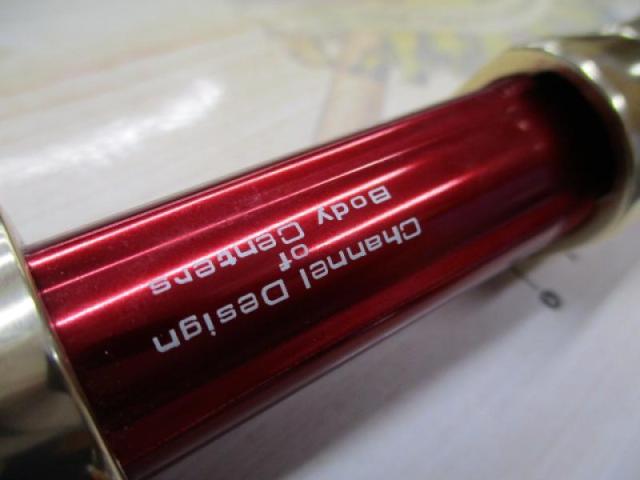 Channel Design
of
Body Centers